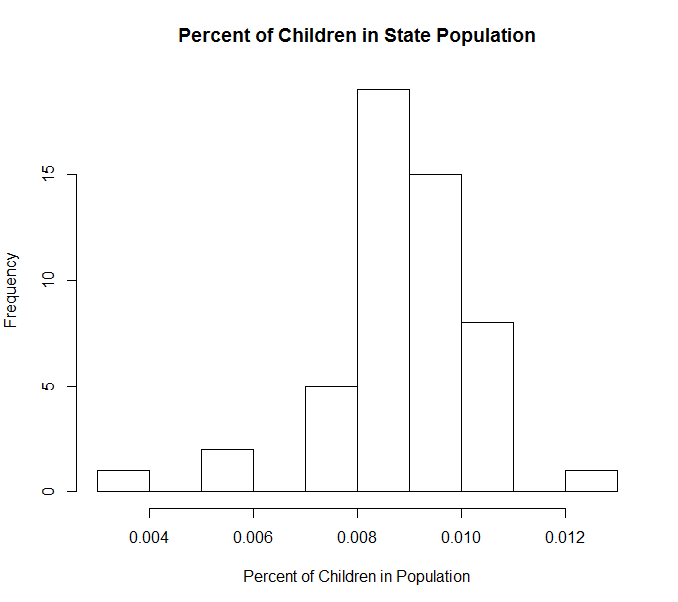 Percent of Children in State Population
Frequency
15
10
5
0
0.004 0.006 0.008 0.010 0.012
Percent of Children in Population